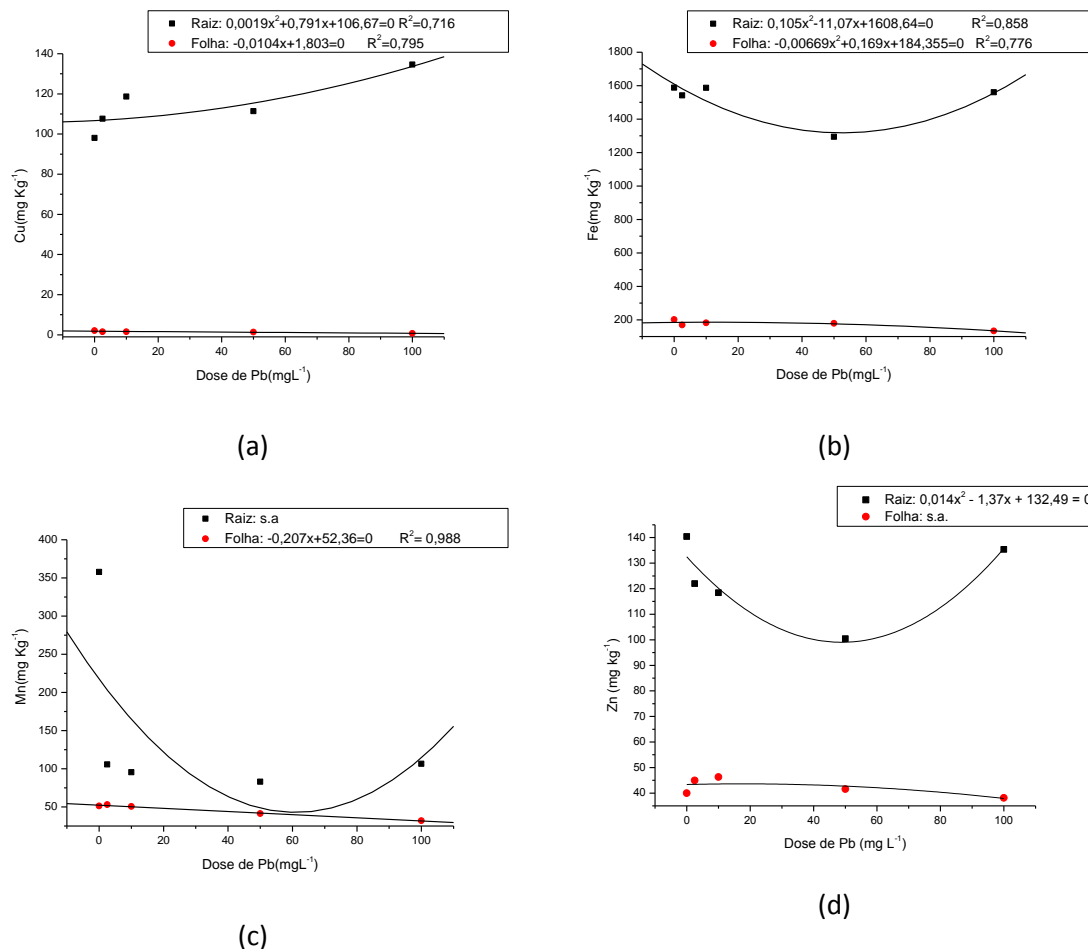 Raiz: 0,0019x²+0,791x+106,67=0 R²=0,716
Folha: -0,0104x+1,803=0 R²=0,795
140
120
100
80
60
40
20
0
Cu(mg Kg⁻¹)
0 20 40 60 80 100
Dose de Pb(mgL⁻¹)
(a)
Raiz: 0,105x²-11,07x+1608,64=0 R²=0,858
Folha: -0,00669x²+0,169x+184,355=0 R²=0,776
1800
1600
1400
1200
1000
800
600
400
200
Fe(mg Kg⁻¹)
0 20 40 60 80 100
Dose de Pb(mgL⁻¹)
(b)
Raiz: s.a
Folha: -0,207x+52,36=0 R²= 0,988
400
350
300
250
200
150
100
50
Mn(mg Kg⁻¹)
0 20 40 60 80 100
Dose de Pb(mgL⁻¹)
(c)
Raiz: 0,014x² - 1,37x + 132,49 = 0
Folha: s.a.
140
130
120
110
100
90
80
70
60
50
40
Zn (mg kg⁻¹)
0 20 40 60 80 100
Dose de Pb (mg L⁻¹)
(d)